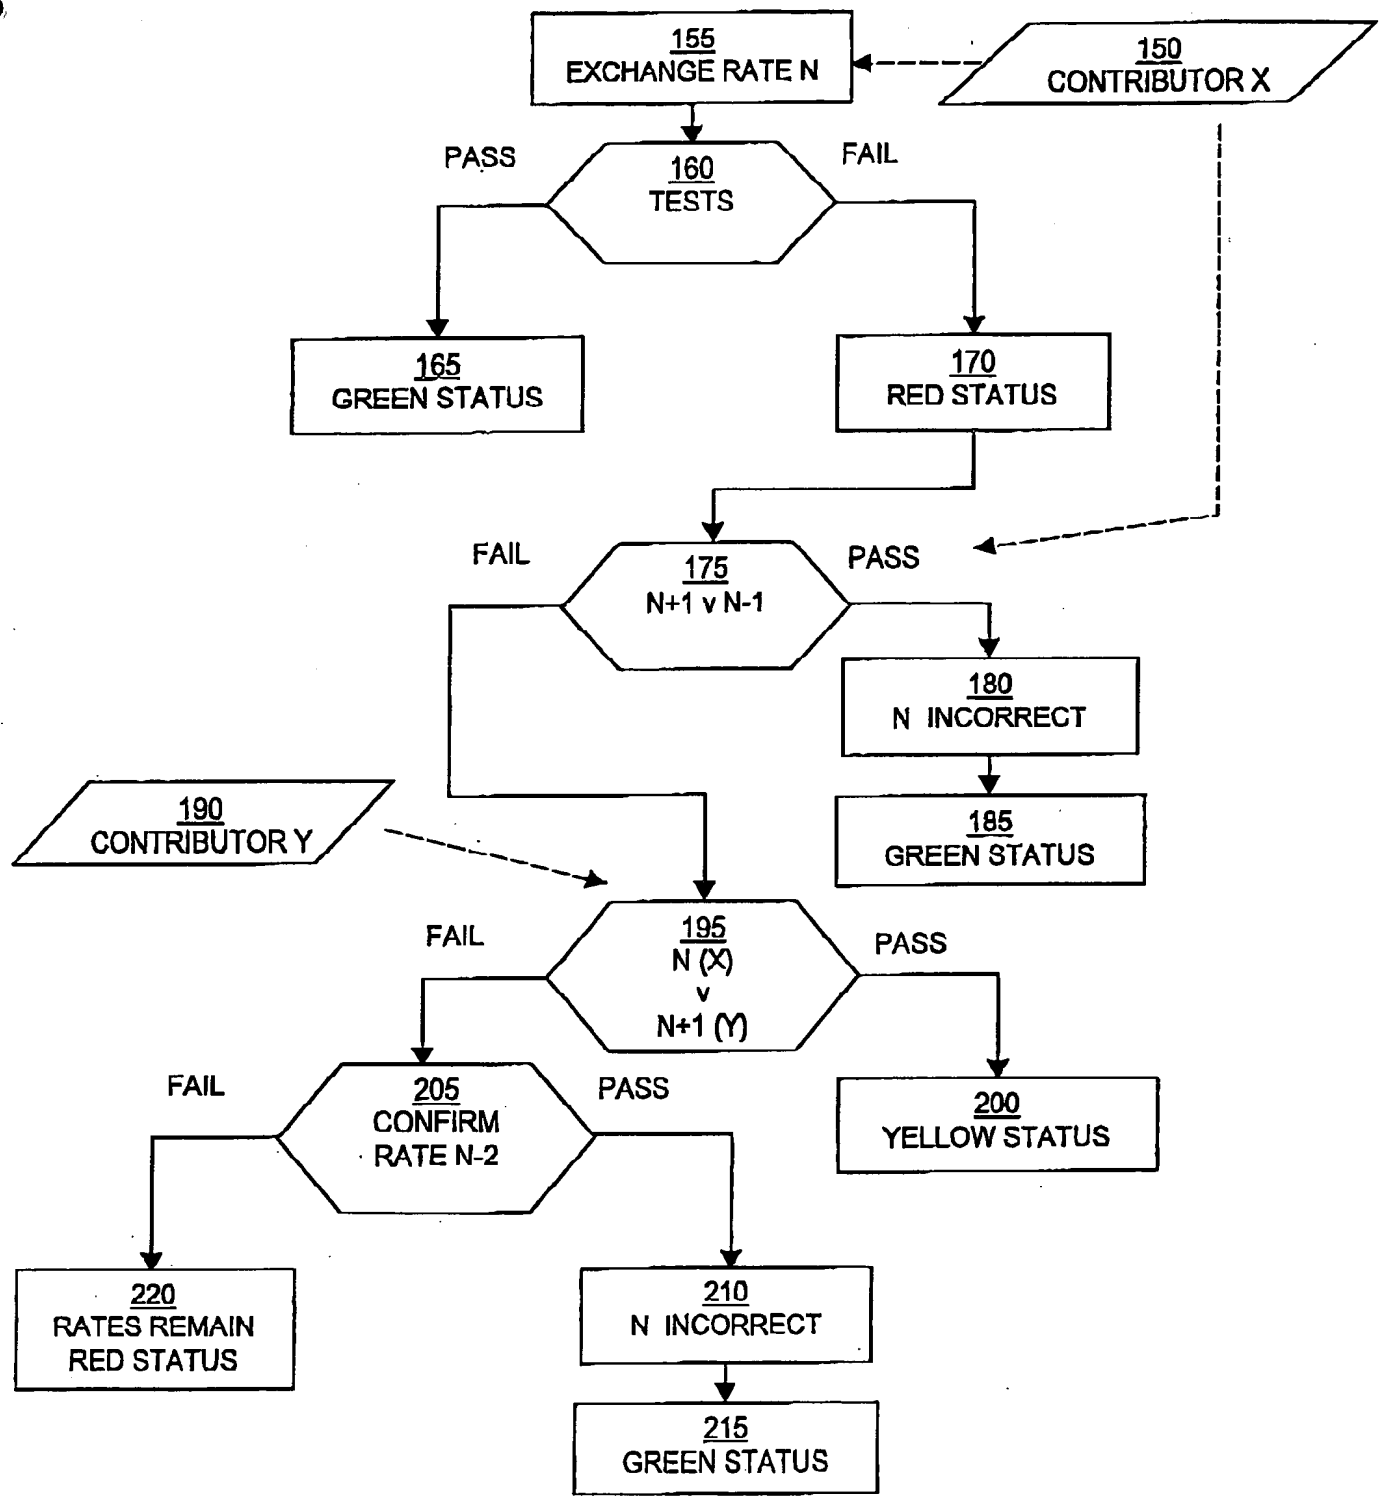 155
EXCHANGE RATE N
150
CONTRIBUTOR X
PASS
FAIL
160
TESTS
165
GREEN STATUS
170
RED STATUS
FAIL
PASS
175
N+1 v N-1
180
N INCORRECT
190
CONTRIBUTOR Y
185
GREEN STATUS
FAIL
PASS
195
N (X)
v
N+1 (Y)
FAIL
PASS
205
CONFIRM
RATE N-2
200
YELLOW STATUS
220
RATES REMAIN
RED STATUS
210
N INCORRECT
215
GREEN STATUS